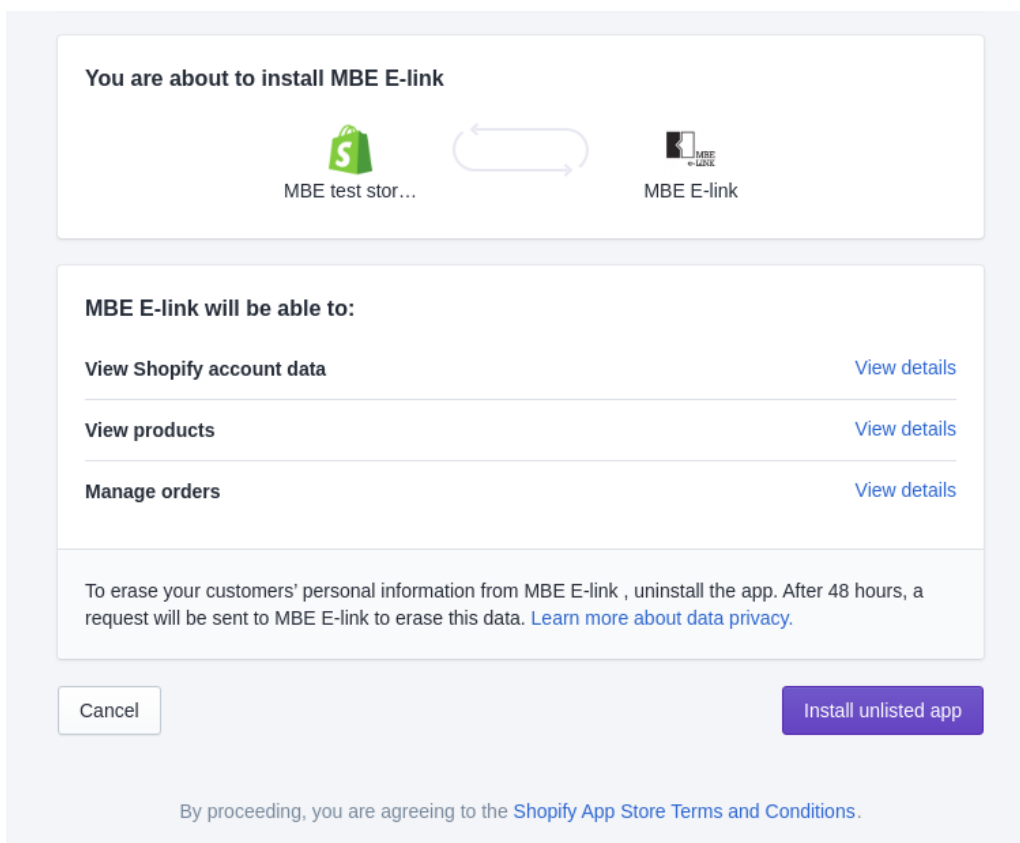 You are about to install MBE E-link
MBE
e-LINK
MBE test stor…
MBE E-link
MBE E-link will be able to:
View Shopify account data
View details
View products
View details
Manage orders
View details
To erase your customers’ personal information from MBE E-link , uninstall the app. After 48 hours, a
request will be sent to MBE E-link to erase this data. Learn more about data privacy.
Cancel
Install unlisted app
By proceeding, you are agreeing to the Shopify App Store Terms and Conditions.